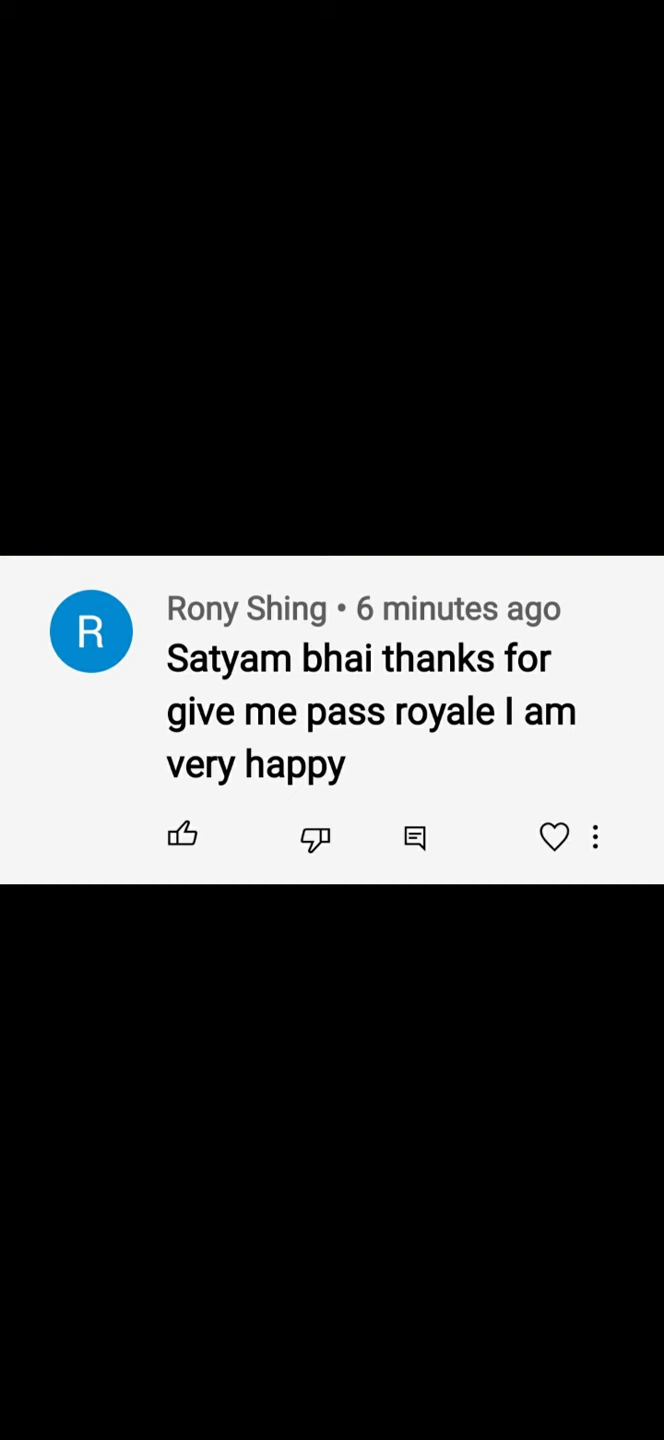 R
Rony Shing • 6 minutes ago
Satyam bhai thanks for
give me pass royale I am
very happy